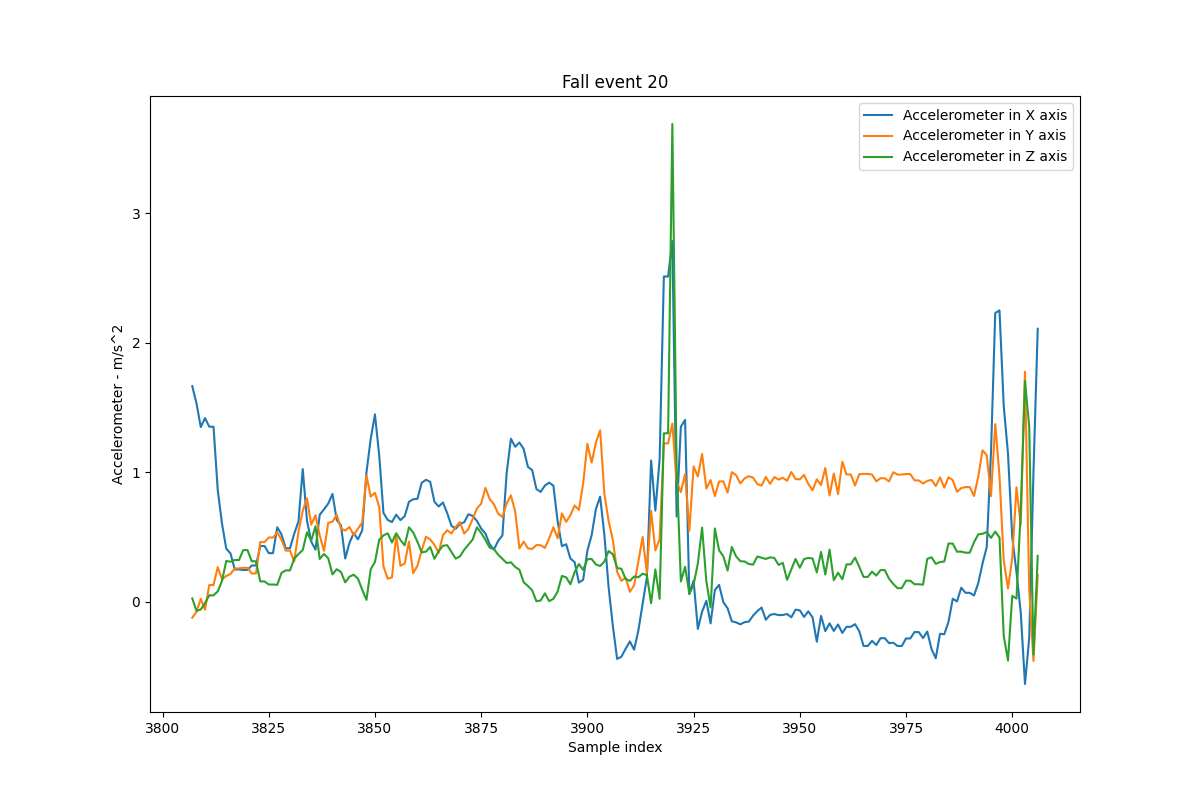 Fall event 20
Accelerometer in X axis
Accelerometer in Y axis
Accelerometer in Z axis
Accelerometer - m/s^2
3
2
1
0
3800 3825 3850 3875 3900 3925 3950 3975 4000
Sample index